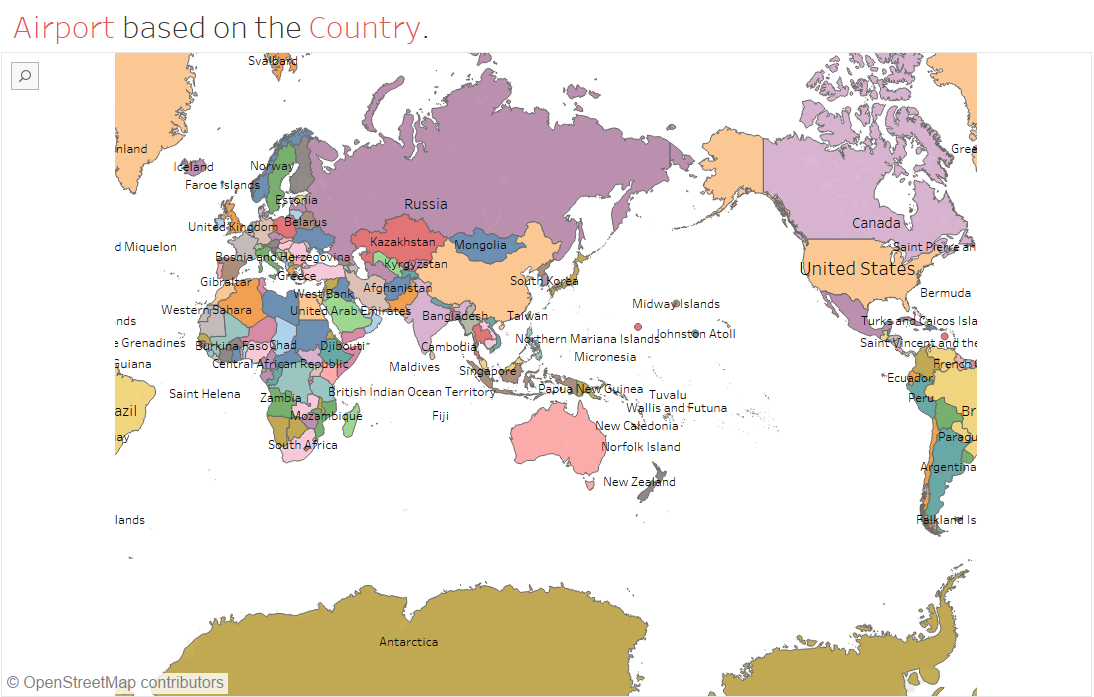 Airport based on the Country.
Svalbard
nland
Gree
Iceland
Norway
Faroe Islands
Estonia
Russia
United Kingdom
Belarus
Canada
d Miquelon
Kazakhstan
Mongolia
Saint Pierre an
Bosnia and Herzegovina
Kyrgyzstan
United States
Greece
Gibraltar
South Korea
Afghanistan
West Bank
Bermuda
Midway Islands
Western Sahara
United Arab Emirates
Bangladesh
Taiwan
nds
Turks and Caicos Isla
Johnston Atoll
Northern Mariana Islands
e Grenadines
Burkina Faso
Chad
Djibouti
Cambodia
Saint Vincent and the
Micronesia
Guiana
Central African Republic
Maldives
Singapore
French
Ecuador
Papua New Guinea
Saint Helena
British Indian Ocean Territory
Tuvalu
Zambia
Peru
Wallis and Futuna
azil
Br
Mozambique
Fiji
New Caledonia
ay
Paragu
South Africa
Norfolk Island
Argentina
New Zealand
lands
Falkland Is
Antarctica
© OpenStreetMap contributors